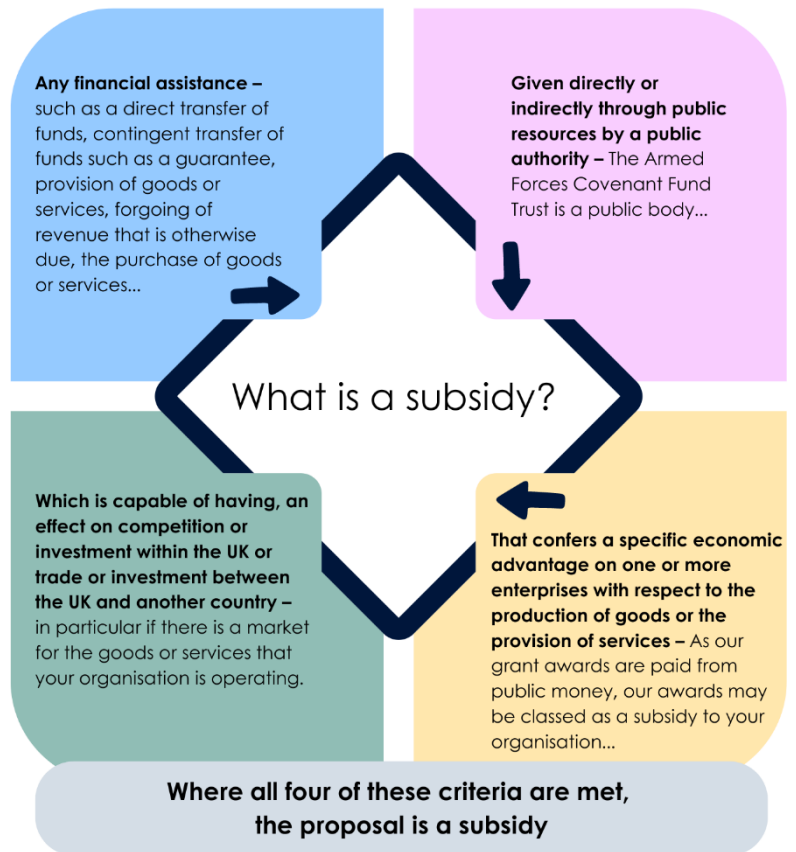 Any financial assistance –
such as a direct transfer of
funds, contingent transfer of
funds such as a guarantee,
provision of goods or
services, forgoing of
revenue that is otherwise
due, the purchase of goods
or services...
Given directly or
indirectly through public
resources by a public
authority – The Armed
Forces Covenant Fund
Trust is a public body...
What is a subsidy?
Which is capable of having, an
effect on competition or
investment within the UK or
trade or investment between
the UK and another country –
in particular if there is a market
for the goods or services that
your organisation is operating.
That confers a specific economic
advantage on one or more
enterprises with respect to the
production of goods or the
provision of services – As our
grant awards are paid from
public money, our awards may
be classed as a subsidy to your
organisation...
Where all four of these criteria are met,
the proposal is a subsidy